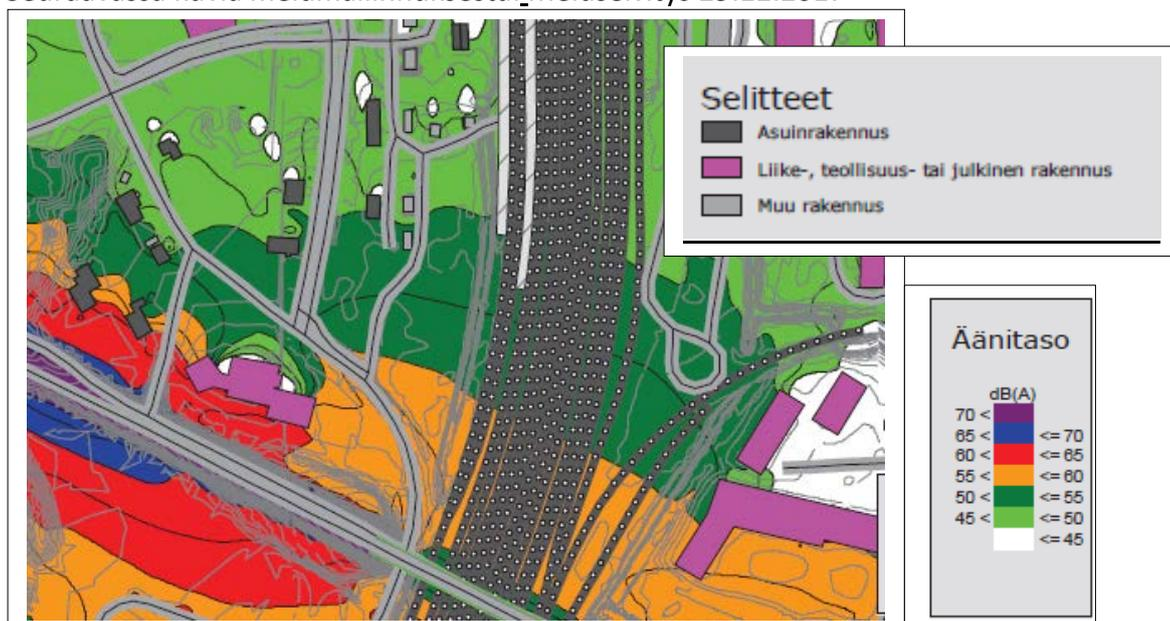 Selitteet
Asuinrakennus
Liike-, teollisuus- tai julkinen rakennus
Muu rakennus
Äänitaso
dB(A)
70 <
65 < <= 70
60 < <= 65
55 < <= 60
50 < <= 55
45 < <= 50
<= 45